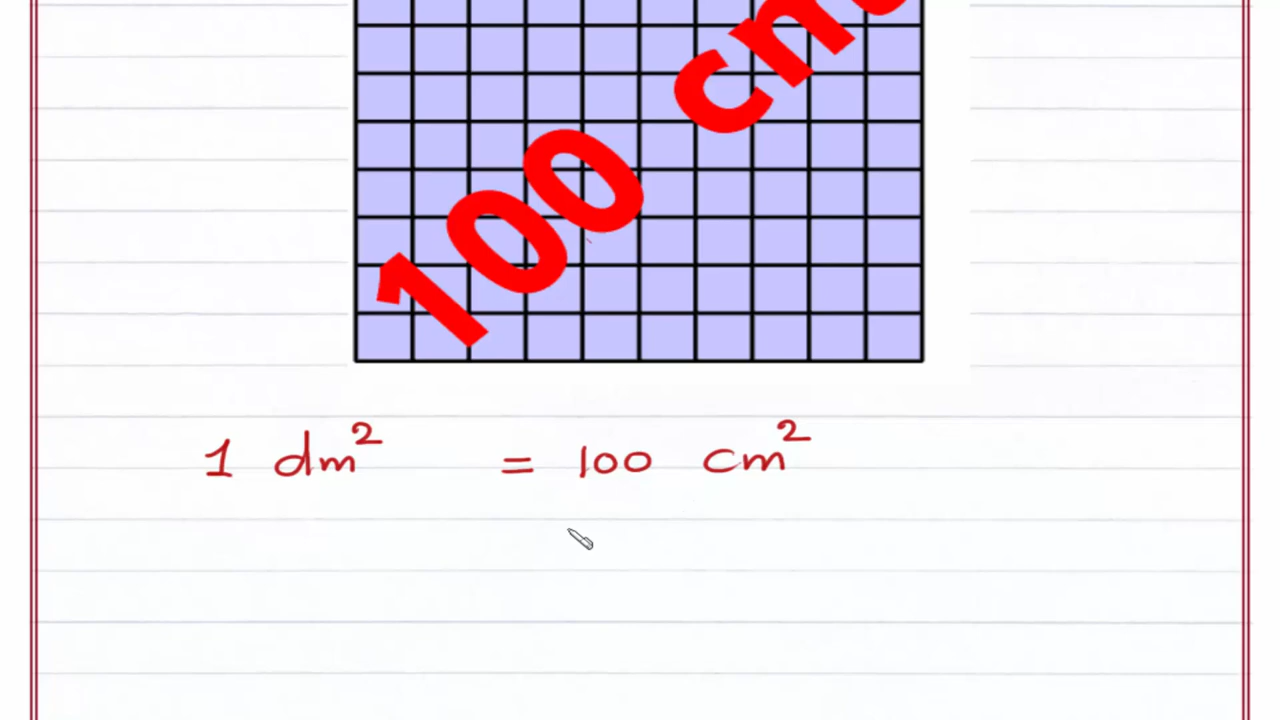 100 cm
1 dm² = 100 cm²